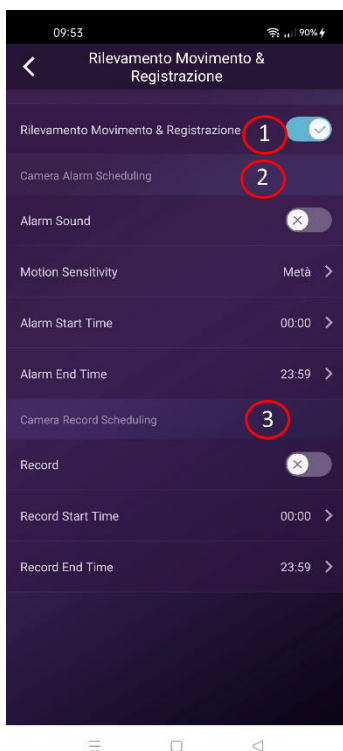 09:53 90%
Rilevamento Movimento &
Registrazione
Rilevamento Movimento & Registrazione 1
Camera Alarm Scheduling 2
Alarm Sound
Motion Sensitivity Metà
Alarm Start Time 00:00
Alarm End Time 23:59
Camera Record Scheduling 3
Record
Record Start Time 00:00
Record End Time 23:59